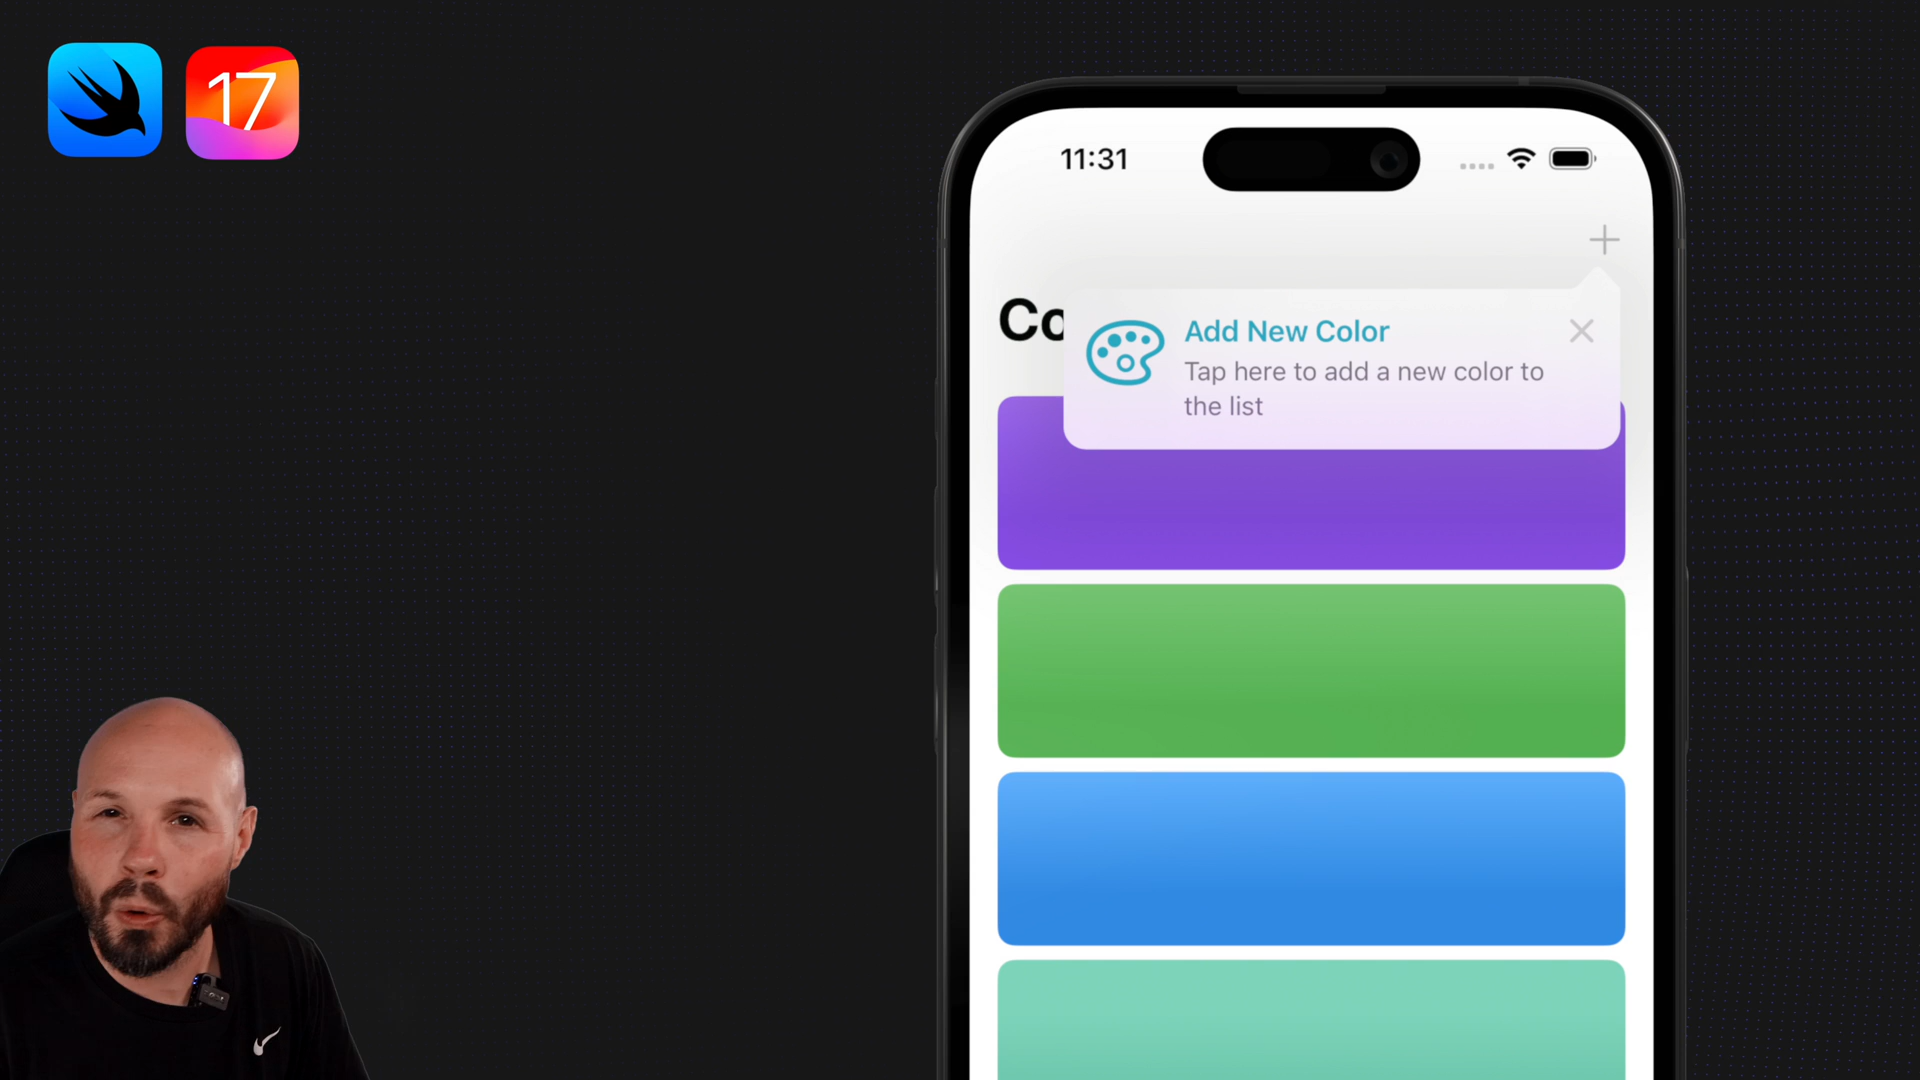 17
11:31
Co
Add New Color
Tap here to add a new color to
the list